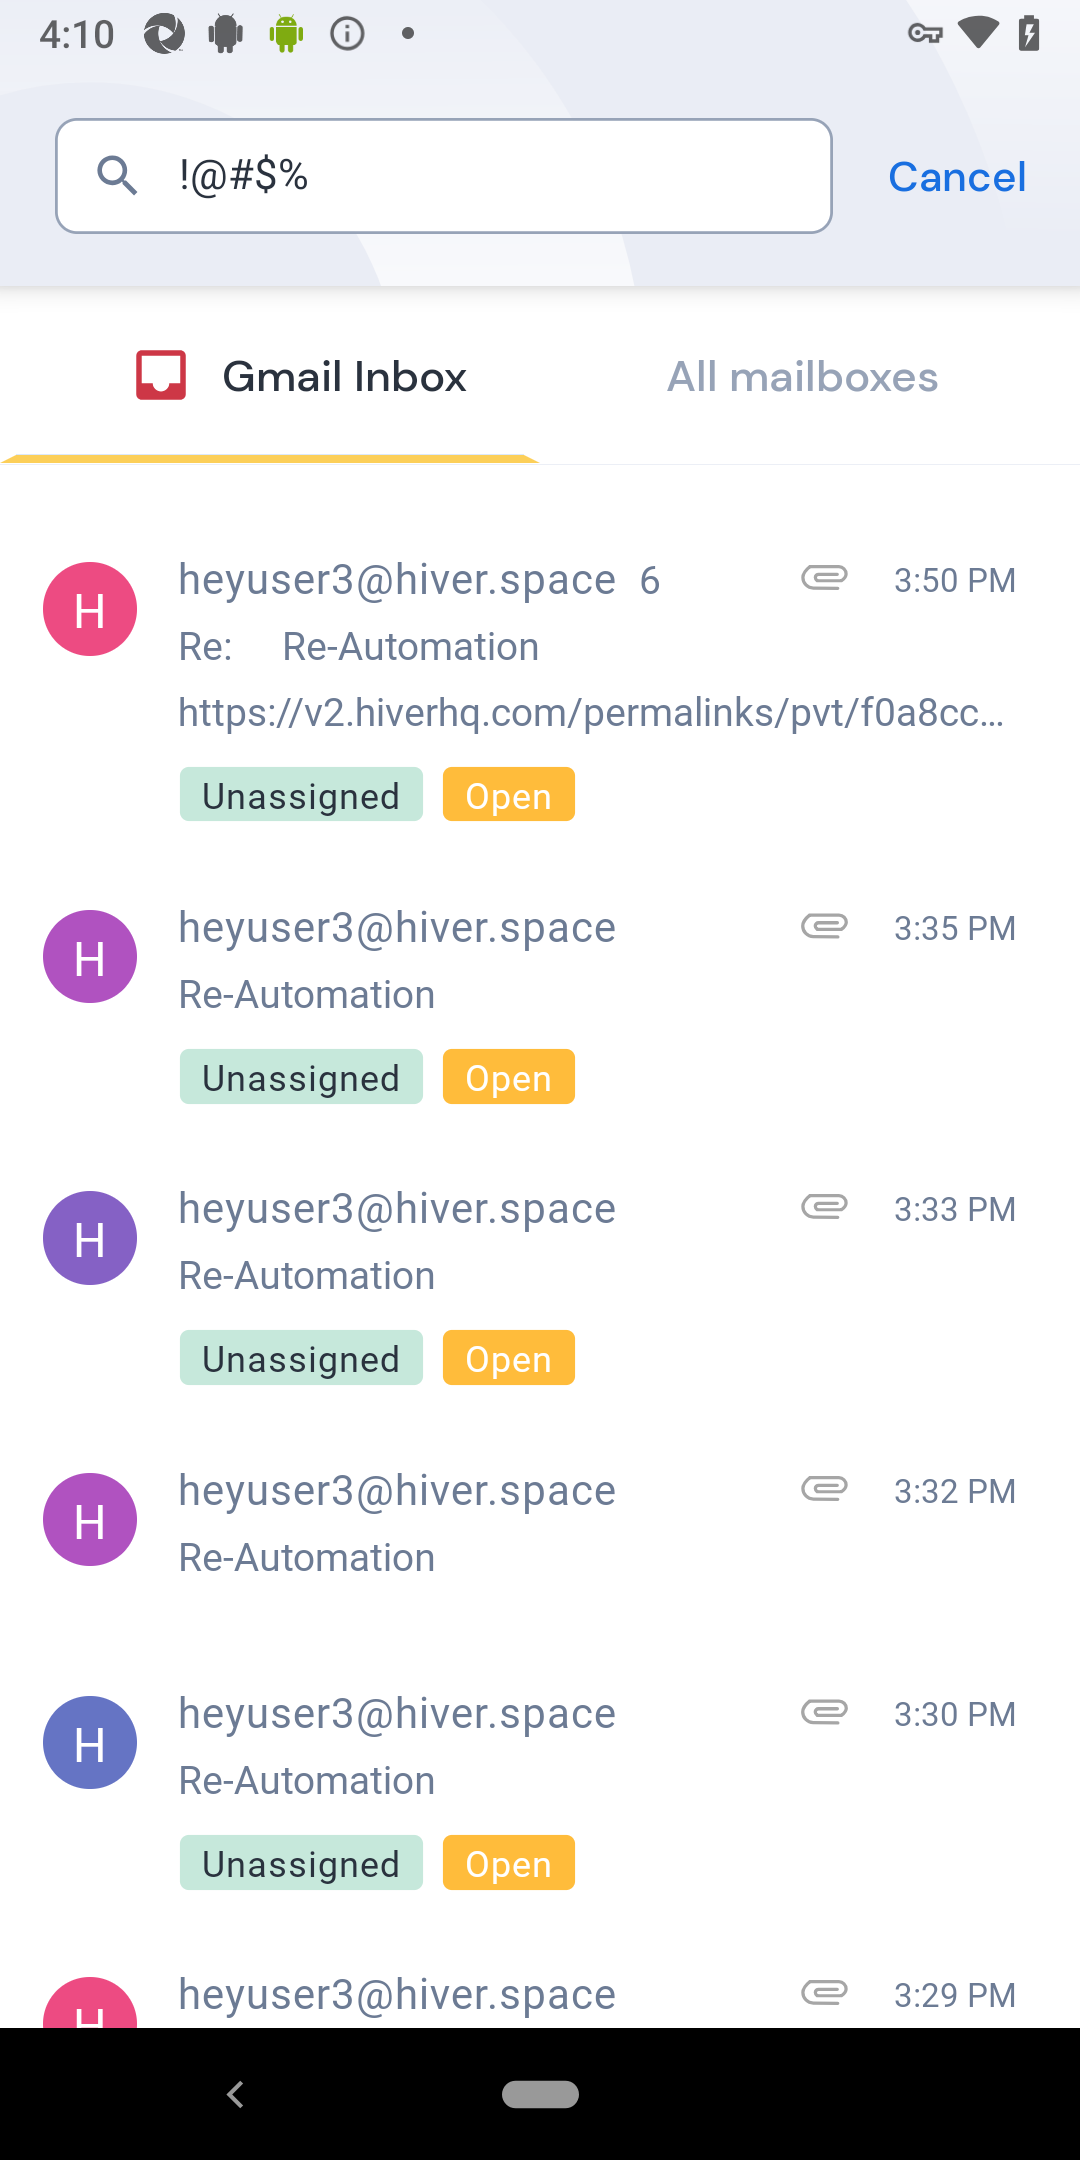 4:10
!@#$%
Cancel
Gmail Inbox
All mailboxes
H
heyuser3@hiver.space 6
3:50 PM
Re: Re-Automation
https://v2.hiverhq.com/permalinks/pvt/f0a8cc...
Unassigned
Open
H
heyuser3@hiver.space
3:35 PM
Re-Automation
Unassigned
Open
H
heyuser3@hiver.space
3:33 PM
Re-Automation
Unassigned
Open
H
heyuser3@hiver.space
3:32 PM
Re-Automation
H
heyuser3@hiver.space
3:30 PM
Re-Automation
Unassigned
Open
H
heyuser3@hiver.space
3:29 PM